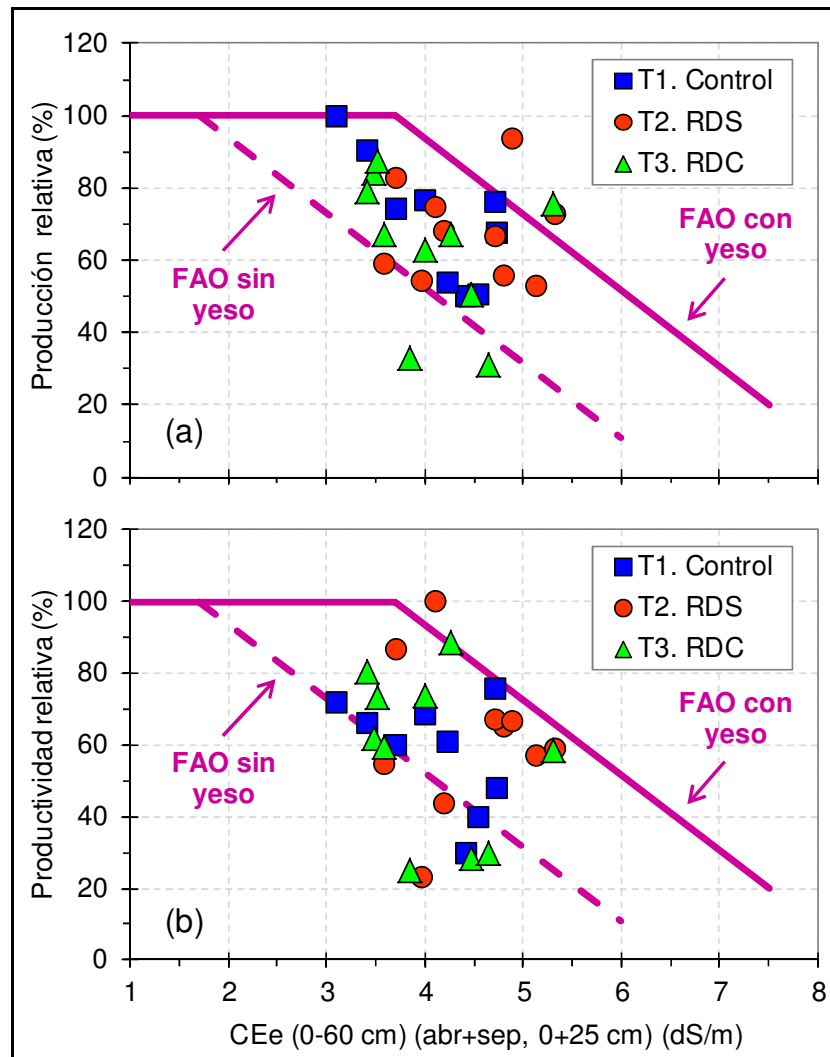 120
100
80
60
40
20
0
Producción relativa (%)
T1. Control
T2. RDS
T3. RDC
FAO sin
yeso
FAO con
yeso
(a)
120
100
80
60
40
20
0
Productividad relativa (%)
T1. Control
T2. RDS
T3. RDC
FAO sin
yeso
FAO con
yeso
(b)
1 2 3 4 5 6 7 8
CEe (0-60 cm) (abr+sep, 0+25 cm) (dS/m)